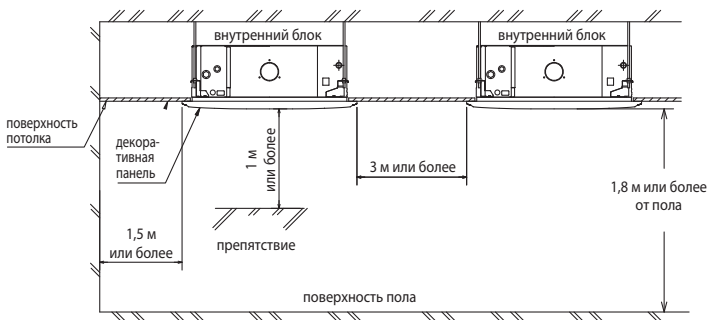 внутренний блок
внутренний блок
поверхность
потолка
декора-
тивная
панель
1 м
или более
3 м или более
1,8 м или более
от пола
1,5 м
или более
препятствие
поверхность пола